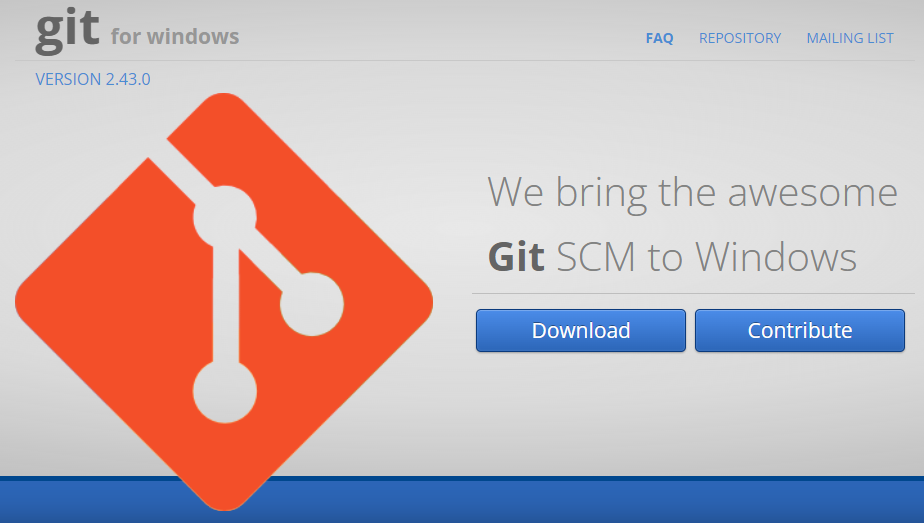 git for windows
FAQ REPOSITORY MAILING LIST
VERSION 2.43.0
We bring the awesome
Git SCM to Windows
Download Contribute